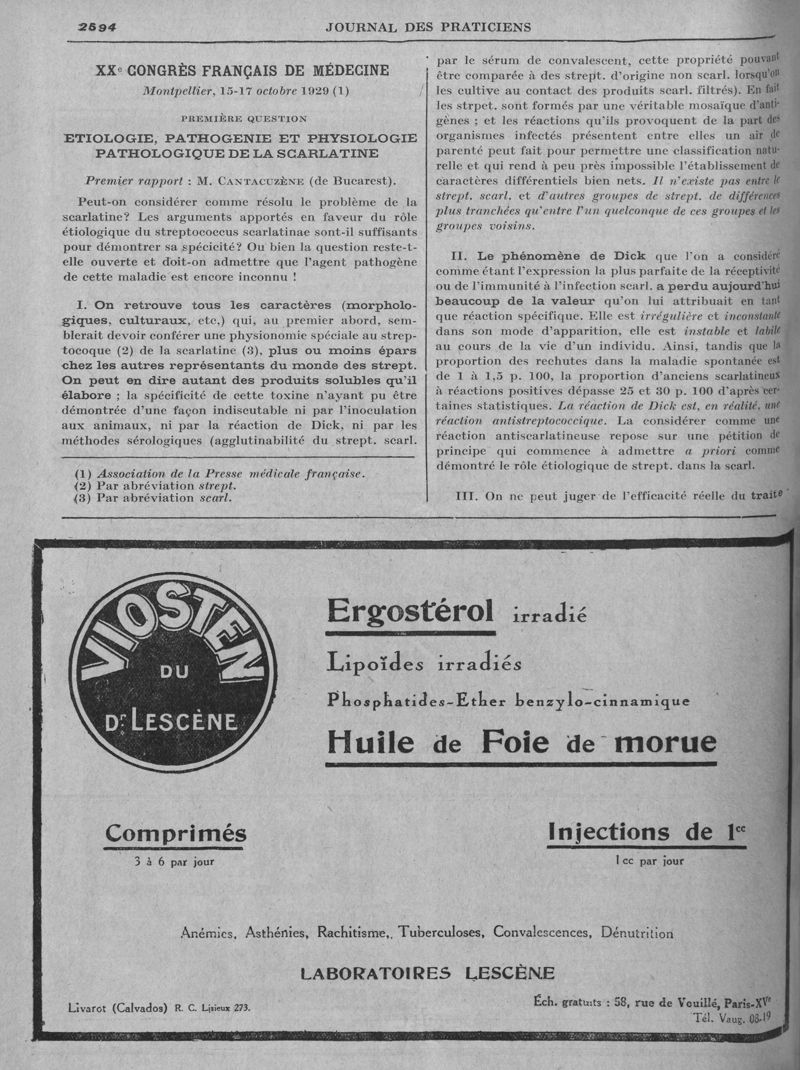 2594
JOURNAL DES PRATICIENS
XXe CONGRÈS FRANÇAIS DE MÉDECINE
Montpellier, 15-17 octobre 1929 (1)
PREMIÈRE QUESTION
ETIOLOGIE, PATHOGENIE ET PHYSIOLOGIE
PATHOLOGIQUE DE LA SCARLATINE
Premier rapport : M. CANTACUZÈNE (de Bucarest).
Peut-on considérer comme résolu le problème de la
scarlatine? Les arguments apportés en faveur du rôle
étiologique du streptococcus scarlatinae sont-il suffisants
pour démontrer sa spécicité? Ou bien la question reste-t-
elle ouverte et doit-on admettre que l'agent pathogène
de cette maladie est encore inconnu !
I. On retrouve tous les caractères (morpholo-
giques, culturaux, etc,) qui, au premier abord, sem-
blerait devoir conférer une physionomie spéciale au strep-
tocoque (2) de la scarlatine (3), plus ou moins épars
chez les autres représentants du monde des strept.
On peut en dire autant des produits solubles qu'il
élabore ; la spécificité de cette toxine n'ayant pu être
démontrée d'une façon indiscutable ni par l'inoculation
aux animaux, ni par la réaction de Dick, ni par les
méthodes sérologiques (agglutinabilité du strept. scarl.
(1) Association de la Presse médicale française.
(2) Par abréviation strept.
(3) Par abréviation scarl.
par le sérum de convalescent, cette propriété pouvant
être comparée à des strept. d'origine non scarl. lorsqu'on
les cultive au contact des produits scarl. filtrés). En fait
les strpet. sont formés par une véritable mosaïque d'anti-
gènes ; et les réactions qu'ils provoquent de la part des
organismes infectés présentent entre elles un air de
parenté peut fait pour permettre une classification natu-
relle et qui rend à peu près impossible l'établissement de
caractères différentiels bien nets. Il n'existe pas entre le
strept. scarl. et d'autres groupes de strept. de différences
plus tranchées qu'entre l'un quelconque de ces groupes et les
groupes voisins.
II. Le phénomène de Dick que l'on a considéré
comme étant l'expression la plus parfaite de la réceptivité
ou de l'immunité à l'infection scarl. a perdu aujourd'hui
beaucoup de la valeur qu'on lui attribuait en tant
que réaction spécifique. Elle est irrégulière et inconstante
dans son mode d'apparition, elle est instable et labile
au cours de la vie d'un individu. Ainsi, tandis que la
proportion des rechutes dans la maladie spontanée est
de 1 à 1,5 p. 100, la proportion d'anciens scarlatineux
à réactions positives dépasse 25 et 30 p. 100 d'après cer-
taines statistiques. La réaction de Dick est, en réalité, une
réaction antistreptococcique. La considérer comme une
réaction antiscarlatineuse repose sur une pétition de
principe qui commence à admettre a priori comme
démontré le rôle étiologique de strept. dans la scarl.
III. On ne peut juger de l'efficacité réelle du traite-
VIOSTEN
DU
Dr LESCÈNE
Ergostérol irradié
Lipoïdes irradiés
Phosphatides-Ether benzylo-cinnamique
Huile de Foie de morue
Comprimés
3 à 6 par jour
Injections de 1cc
1 cc par jour
Anémies, Asthénies, Rachitisme, Tuberculoses, Convalescences, Dénutrition
LABORATOIRES LESCÈNE
Livarot (Calvados) R. C. Lisieux 273.
Éch. gratuits : 58, rue de Vouillé, Paris-XVe
Tél. Vaug. 08-19